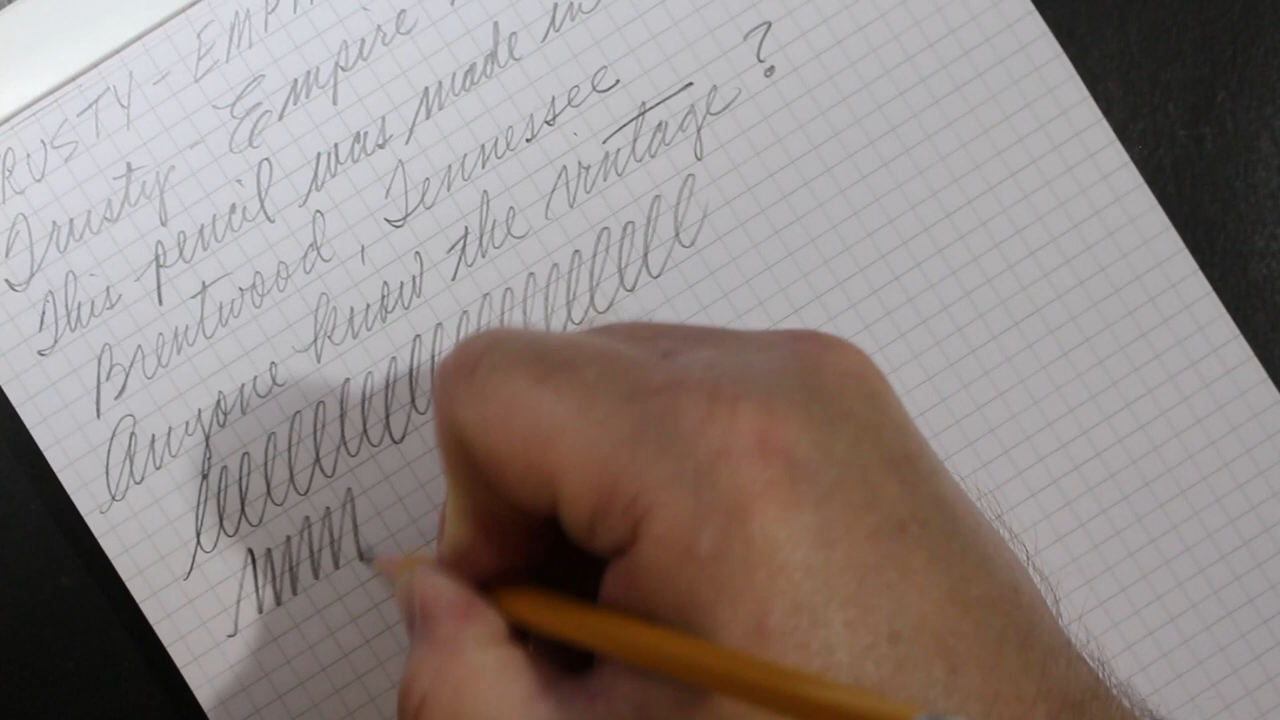 RUSTY-EMPI
Trusty - Empire
This pencil was made in
Brentwood, Tennessee
Anyone know the vintage?